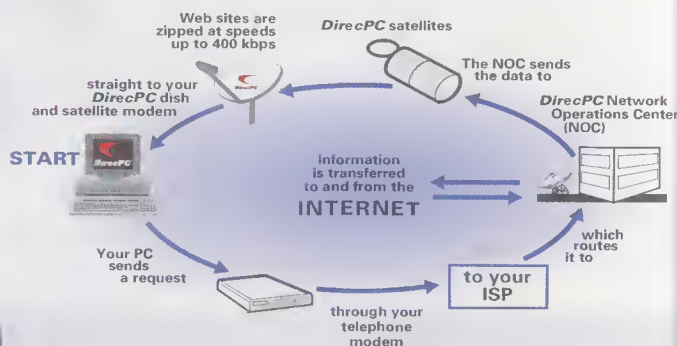 START
DirecPC
Your PC
sends
a request
through your
telephone
modem
to your
ISP
which
routes
it to
DirecPC Network
Operations Center
(NOC)
The NOC sends
the data to
DirecPC satellites
Web sites are
zipped at speeds
up to 400 kbps
DirecPC
straight to your
DirecPC dish
and satellite modem
Information
is transferred
to and from the
INTERNET